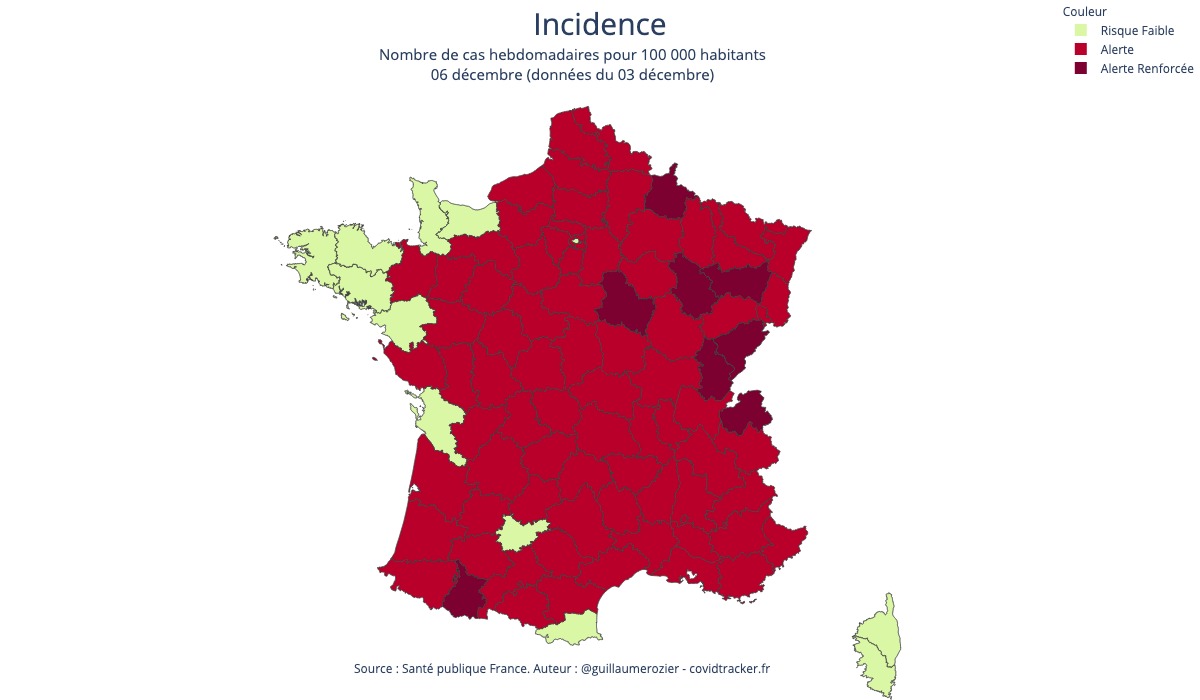 Incidence
Nombre de cas hebdomadaires pour 100 000 habitants
06 décembre (données du 03 décembre)
Couleur
Risque Faible
Alerte
Alerte Renforcée
Source : Santé publique France. Auteur : @guillaumerozier - covidtracker.fr